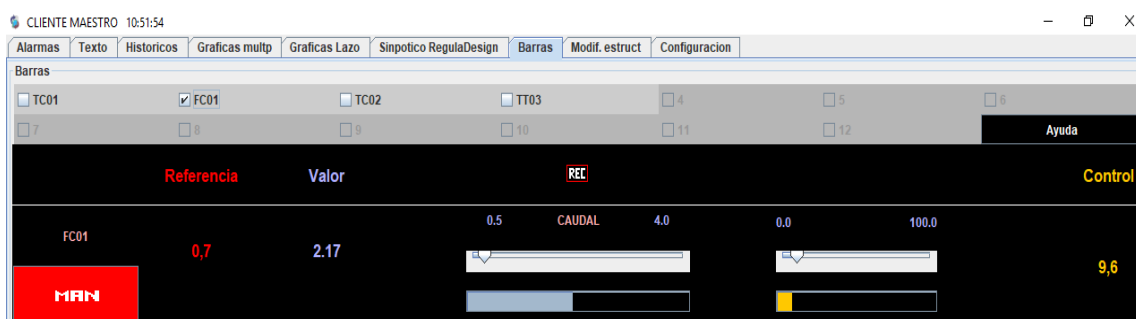 CLIENTE MAESTRO 10:51:54
Alarmas Texto Historicos Graficas multp Graficas Lazo Sinpotico RegulaDesign Barras Modif. estruct Configuracion
Barras
TC01 FC01 TC02 TT03 4 5 6
7 8 9 10 11 12 Ayuda
Referencia Valor REC Control
FC01 0,7 2.17 0.5 CAUDAL 4.0 0.0 100.0 9,6
MAN